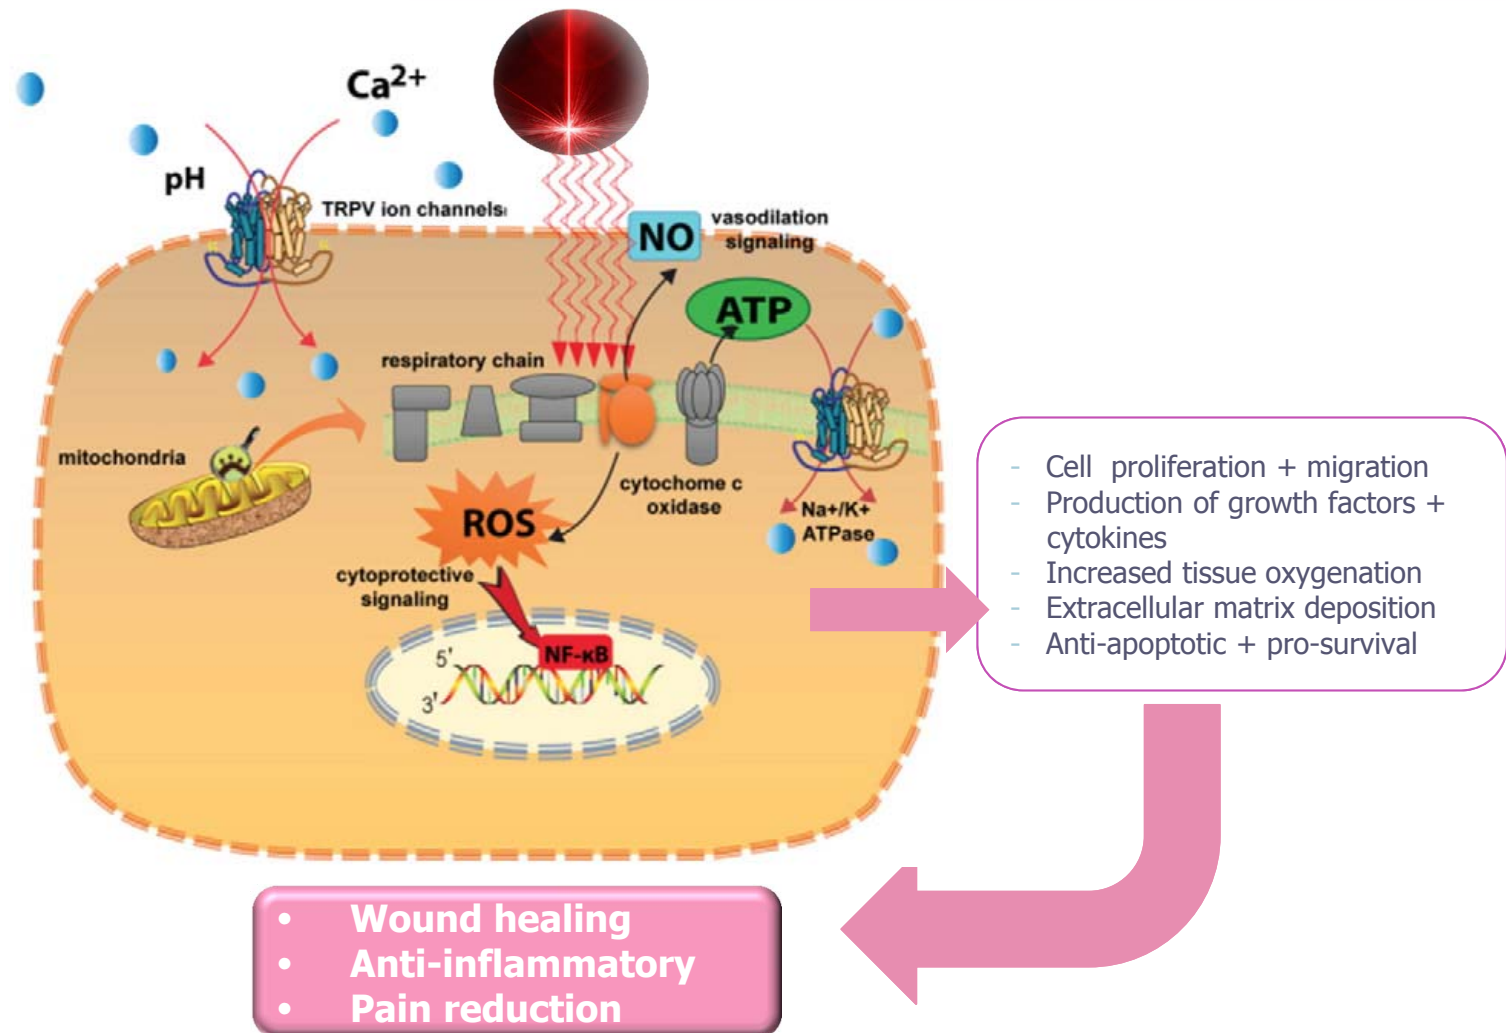 Ca2+
pH
TRPV ion channels
NO
vasodilation
signaling
ATP
respiratory chain
mitochondria
cytochome c
oxidase
Na+/K+
ATPase
ROS
cytoprotective
signaling
NF-κB
5'
3'
- Cell proliferation + migration
- Production of growth factors +
cytokines
- Increased tissue oxygenation
- Extracellular matrix deposition
- Anti-apoptotic + pro-survival
• Wound healing
• Anti-inflammatory
• Pain reduction